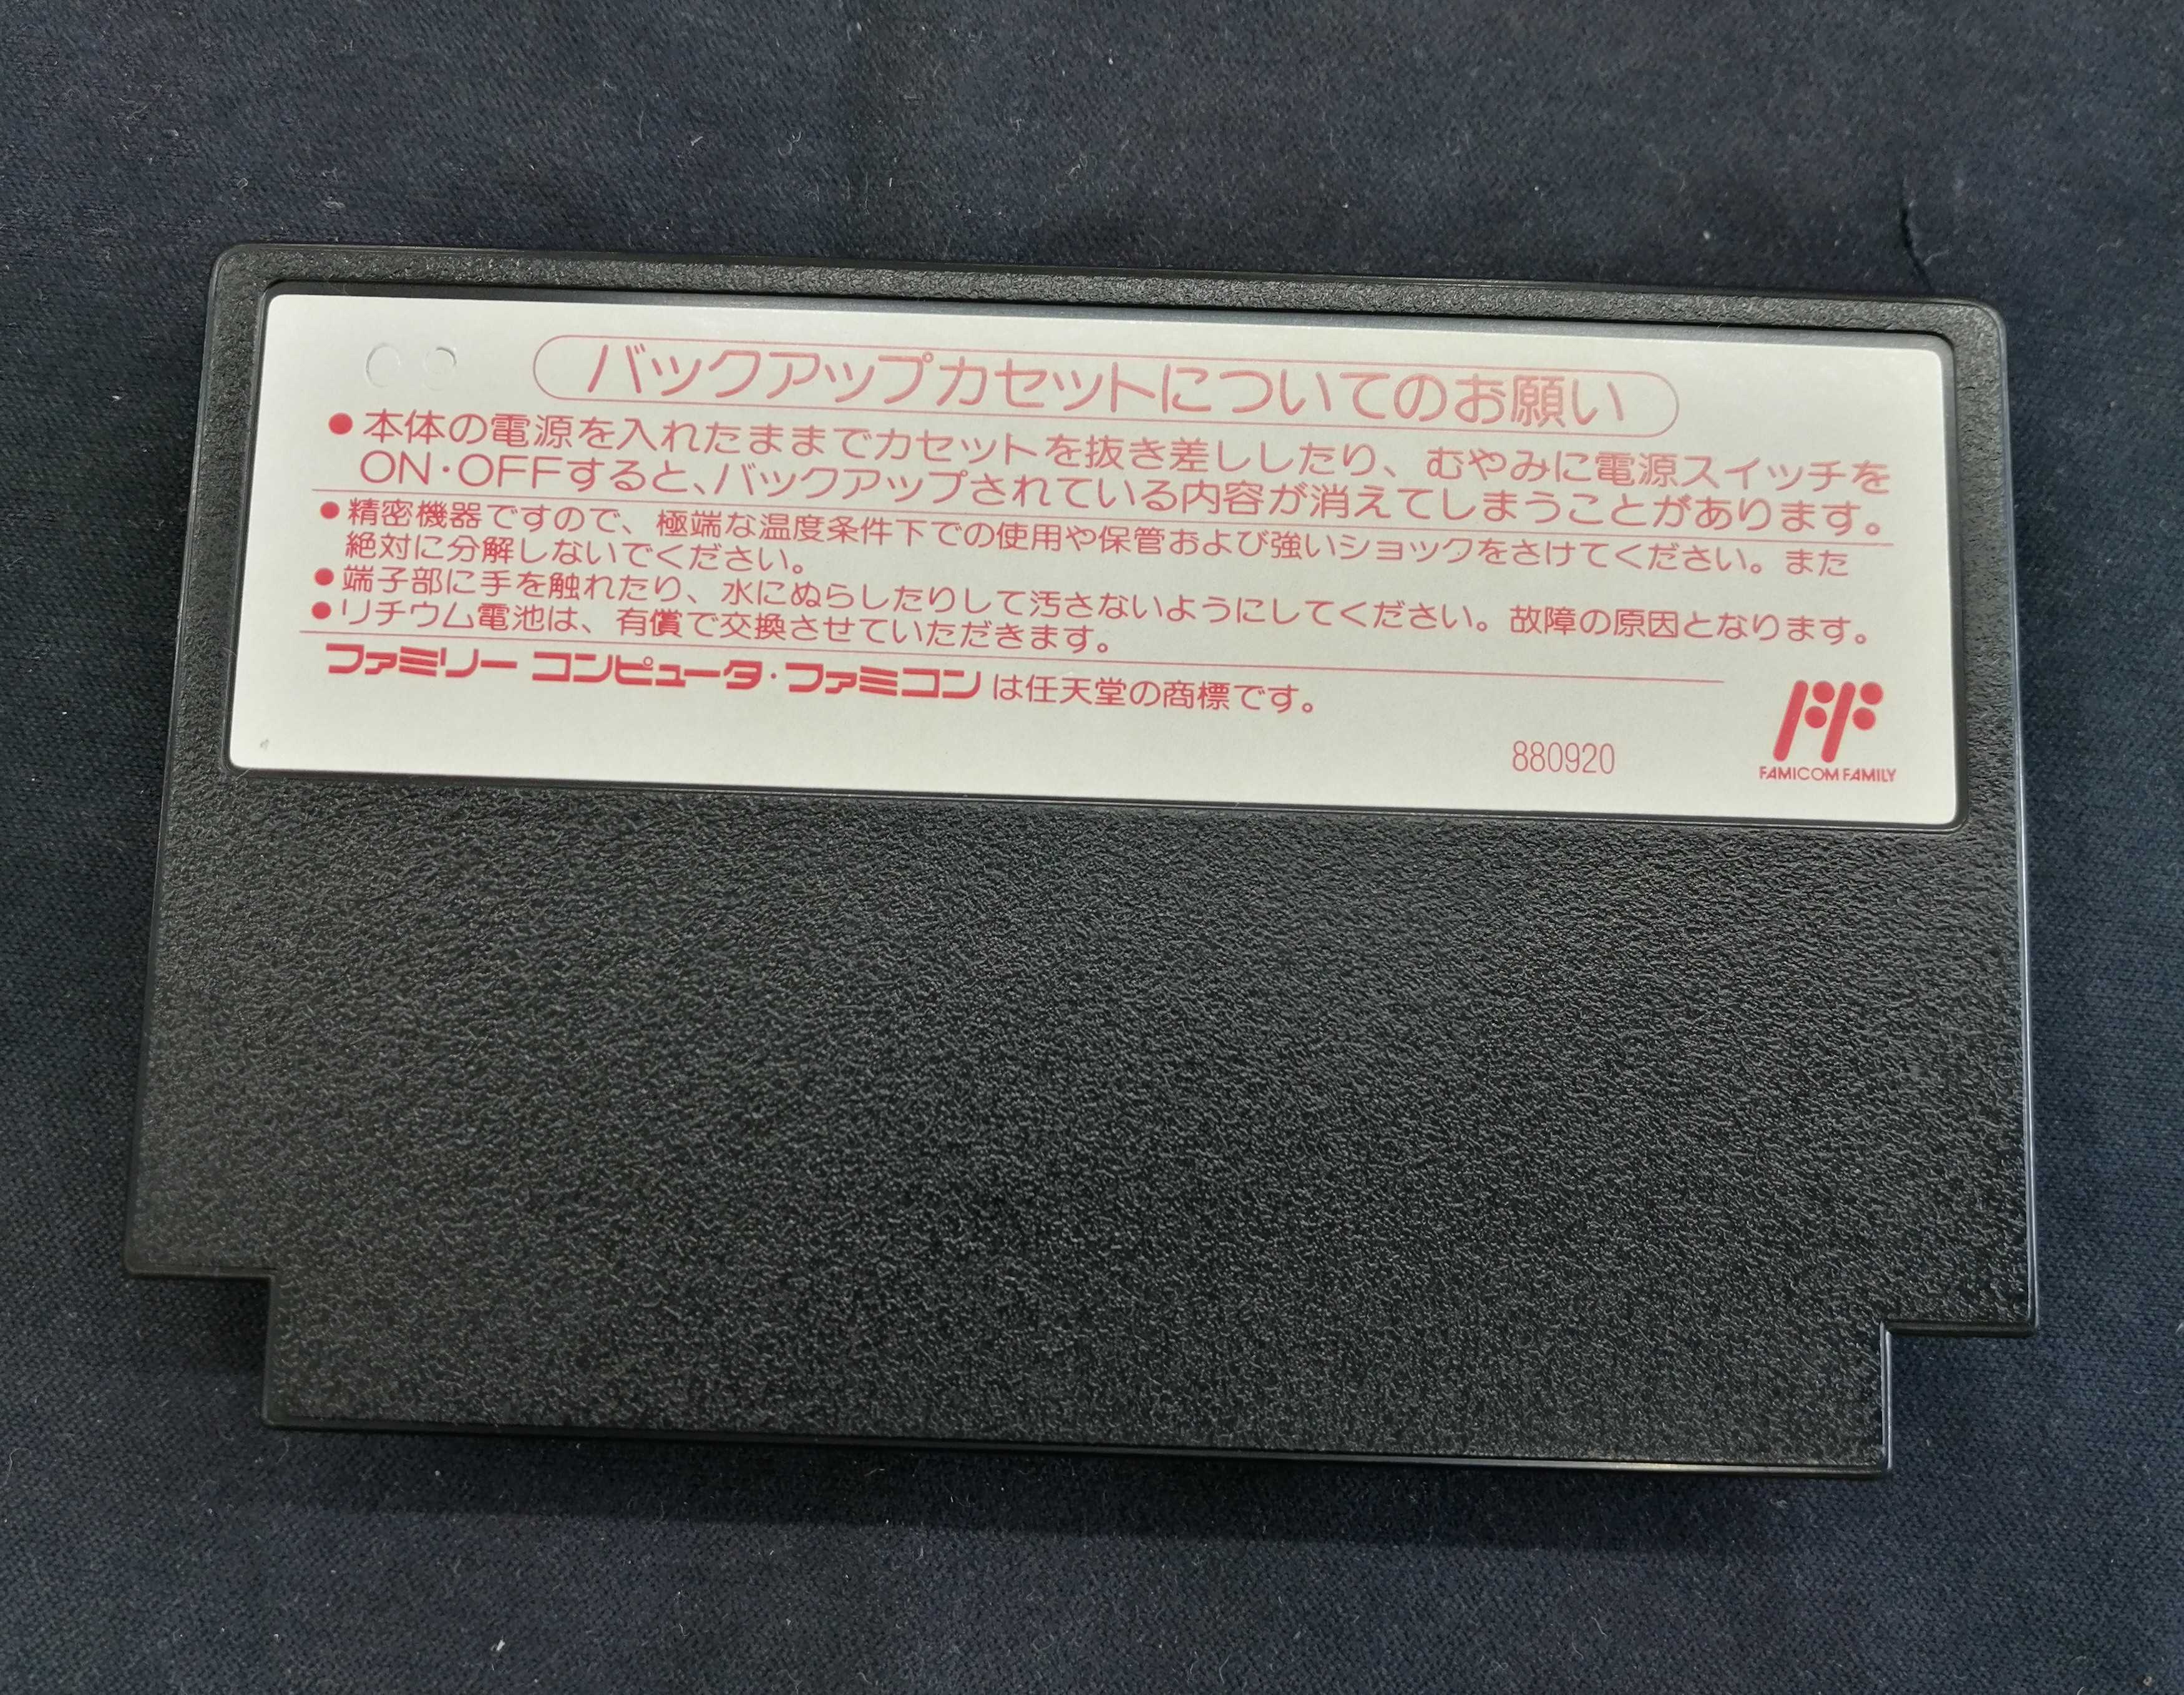 バックアップカセットについてのお願い
●本体の電源を入れたままでカセットを抜き差ししたり、むやみに電源スイッチを
ON・OFFすると、バックアップされている内容が消えてしまうことがあります。
●精密機器ですので、極端な温度条件下での使用や保管および強いショックをさけてください。また
絶対に分解しないでください。
●端子部に手を触れたり、水にぬらしたりして汚さないようにしてください。故障の原因となります。
●リチウム電池は、有償で交換させていただきます。
ファミリーコンピュータ・ファミコンは任天堂の商標です。
880920
FAMICOM FAMILY